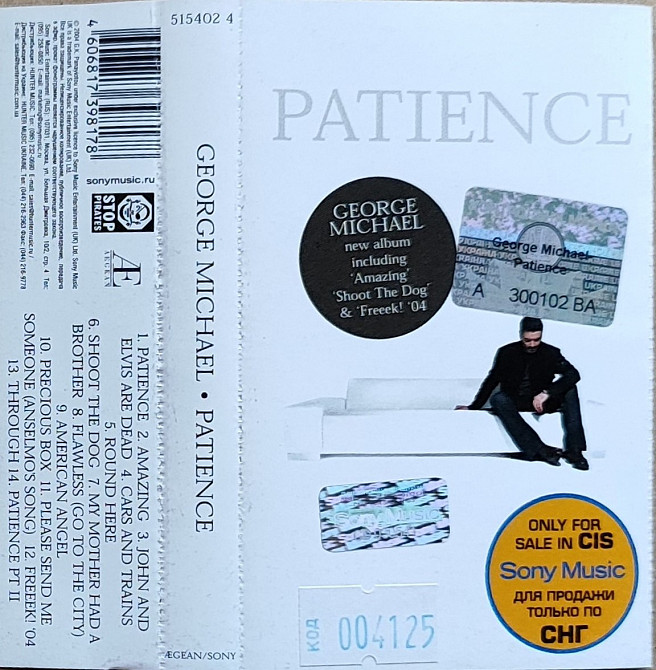 515402 4
4 606817 398178
sonymusic.ru
STOP
PIRATES
Æ
AEGEAN
GEORGE MICHAEL • PATIENCE
ÆGEAN/SONY
1. PATIENCE 2. AMAZING 3. JOHN AND
ELVIS ARE DEAD 4. CARS AND TRAINS
5. ROUND HERE
6. SHOOT THE DOG 7. MY MOTHER HAD A
BROTHER 8. FLAWLESS (GO TO THE CITY)
9. AMERICAN ANGEL
10. PRECIOUS BOX 11. PLEASE SEND ME
SOMEONE (ANSELMO'S SONG) 12. FREEEK! '04
13. THROUGH 14. PATIENCE PT II
PATIENCE
GEORGE
MICHAEL
new album
including
'Amazing'
'Shoot The Dog'
& 'Freeek! '04
George Michael
Patience
A 300102 BA
Sony Music
КОД 004125
ONLY FOR
SALE IN CIS
Sony Music
ДЛЯ ПРОДАЖИ
ТОЛЬКО ПО
СНГ